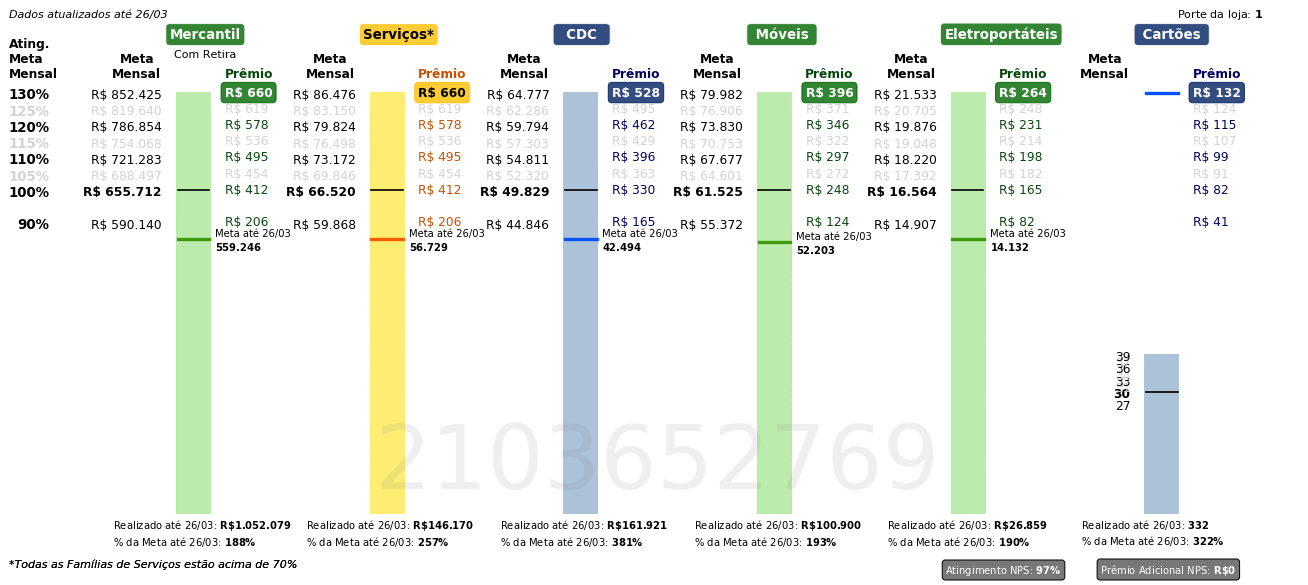 Dados atualizados até 26/03 Porte da loja: 1
Mercantil Serviços* CDC Móveis Eletroportáteis Cartões
Ating. Com Retira
Meta Meta Meta Meta Meta Meta Meta
Mensal Mensal Prêmio Mensal Prêmio Mensal Prêmio Mensal Prêmio Mensal Prêmio Mensal Prêmio
130% R$ 852.425 R$ 660 R$ 86.476 R$ 660 R$ 64.777 R$ 528 R$ 79.982 R$ 396 R$ 21.533 R$ 264 R$ 132
125% R$ 819.640 R$ 619 R$ 83.150 R$ 619 R$ 62.286 R$ 495 R$ 76.906 R$ 371 R$ 20.705 R$ 248 R$ 124
120% R$ 786.854 R$ 578 R$ 79.824 R$ 578 R$ 59.794 R$ 462 R$ 73.830 R$ 346 R$ 19.876 R$ 231 R$ 115
115% R$ 754.068 R$ 536 R$ 76.498 R$ 536 R$ 57.303 R$ 429 R$ 70.753 R$ 322 R$ 19.048 R$ 214 R$ 107
110% R$ 721.283 R$ 495 R$ 73.172 R$ 495 R$ 54.811 R$ 396 R$ 67.677 R$ 297 R$ 18.220 R$ 198 R$ 99
105% R$ 688.497 R$ 454 R$ 69.846 R$ 454 R$ 52.320 R$ 363 R$ 64.601 R$ 272 R$ 17.392 R$ 182 R$ 91
100% R$ 655.712 R$ 412 R$ 66.520 R$ 412 R$ 49.829 R$ 330 R$ 61.525 R$ 248 R$ 16.564 R$ 165 R$ 82
90% R$ 590.140 R$ 206 R$ 59.868 R$ 206 R$ 44.846 R$ 165 R$ 55.372 R$ 124 R$ 14.907 R$ 82 R$ 41
Meta até 26/03 Meta até 26/03 Meta até 26/03 Meta até 26/03 Meta até 26/03
559.246 56.729 42.494 52.203 14.132
39
36
33
30
27
2103652769
Realizado até 26/03: R$1.052.079 Realizado até 26/03: R$146.170 Realizado até 26/03: R$161.921 Realizado até 26/03: R$100.900 Realizado até 26/03: R$26.859 Realizado até 26/03: 332
% da Meta até 26/03: 188% % da Meta até 26/03: 257% % da Meta até 26/03: 381% % da Meta até 26/03: 193% % da Meta até 26/03: 190% % da Meta até 26/03: 322%
*Todas as Famílias de Serviços estão acima de 70% Atingimento NPS: 97% Prêmio Adicional NPS: R$0